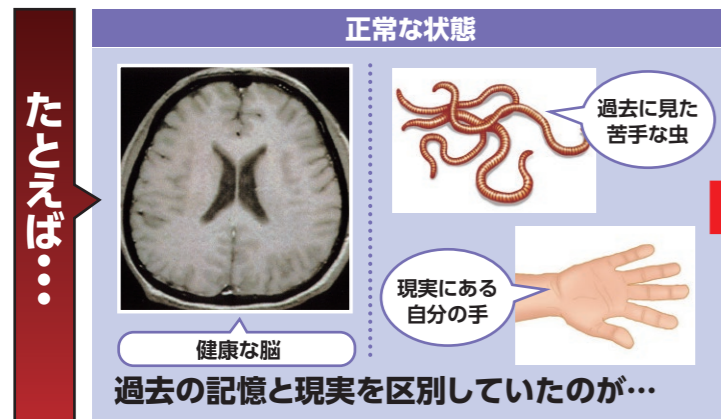 たとえば…
正常な状態
健康な脳
過去に見た
苦手な虫
現実にある
自分の手
過去の記憶と現実を区別していたのが…